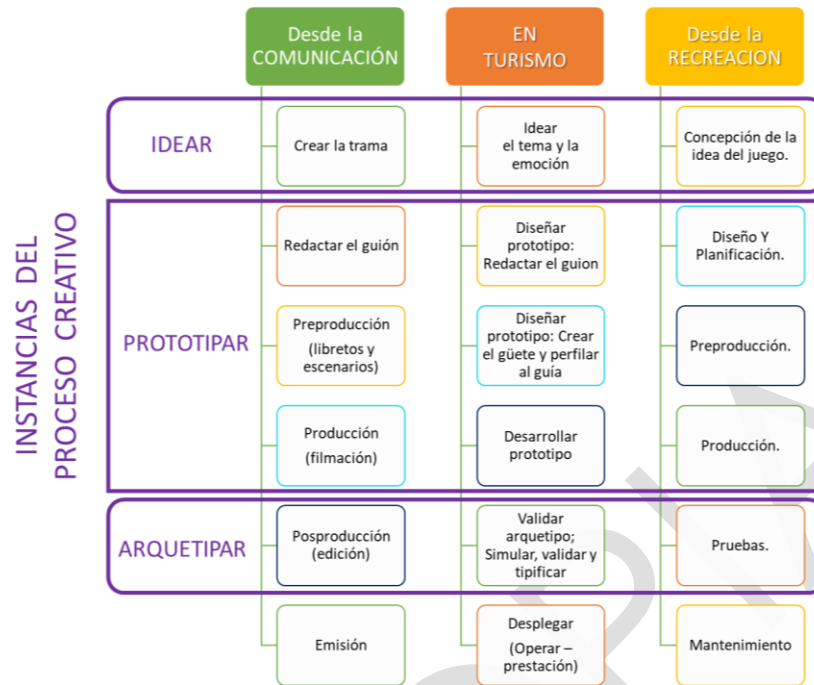 Desde la
COMUNICACIÓN
EN
TURISMO
Desde la
RECREACION
INSTANCIAS DEL
PROCESO CREATIVO
IDEAR
Crear la trama
Idear
el tema y la
emoción
Concepción de la
idea del juego.
PROTOTIPAR
Redactar el guión
Diseñar
prototipo:
Redactar el guion
Diseño Y
Planificación.
Preproducción
(libretos y
escenarios)
Diseñar
prototipo: Crear
el güete y perfilar
al guía
Preproducción.
Producción
(filmación)
Desarrollar
prototipo
Producción.
ARQUETIPAR
Posproducción
(edición)
Validar
arquetipo;
Simular, validar y
tipificar
Pruebas.
Emisión
Desplegar
(Operar –
prestación)
Mantenimiento